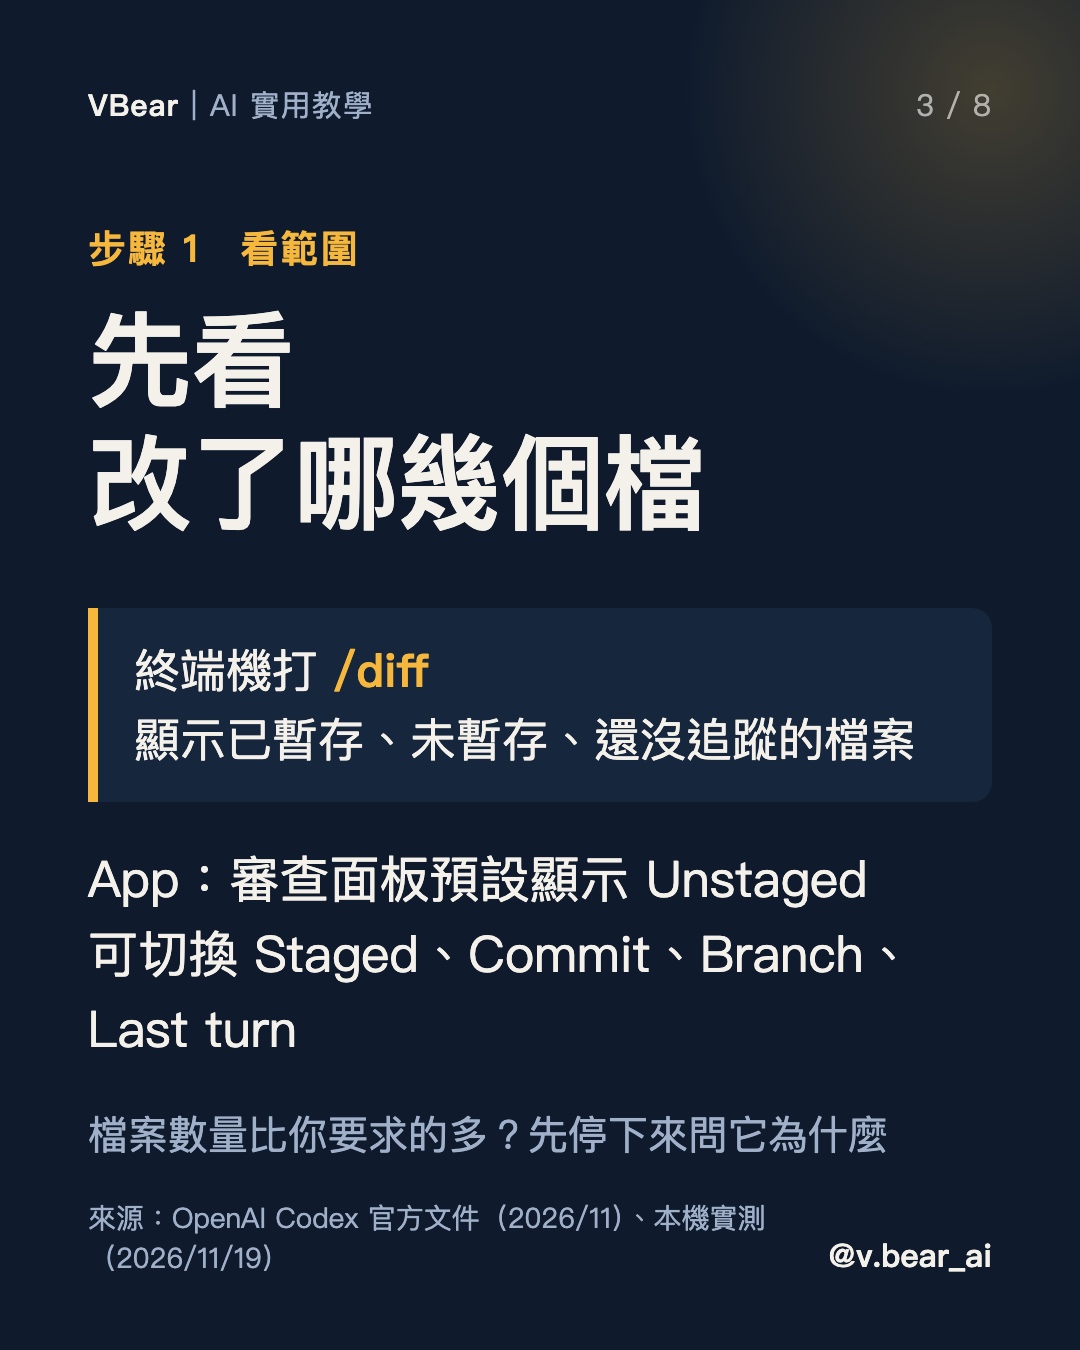 VBear | AI 實用教學
3 / 8
步驟 1 看範圍
先看
改了哪幾個檔
終端機打 /diff
顯示已暫存、未暫存、還沒追蹤的檔案
App：審查面板預設顯示 Unstaged
可切換 Staged、Commit、Branch、
Last turn
檔案數量比你要求的多？先停下來問它為什麼
來源：OpenAI Codex 官方文件（2026/11）、本機實測
（2026/11/19）
@v.bear_ai